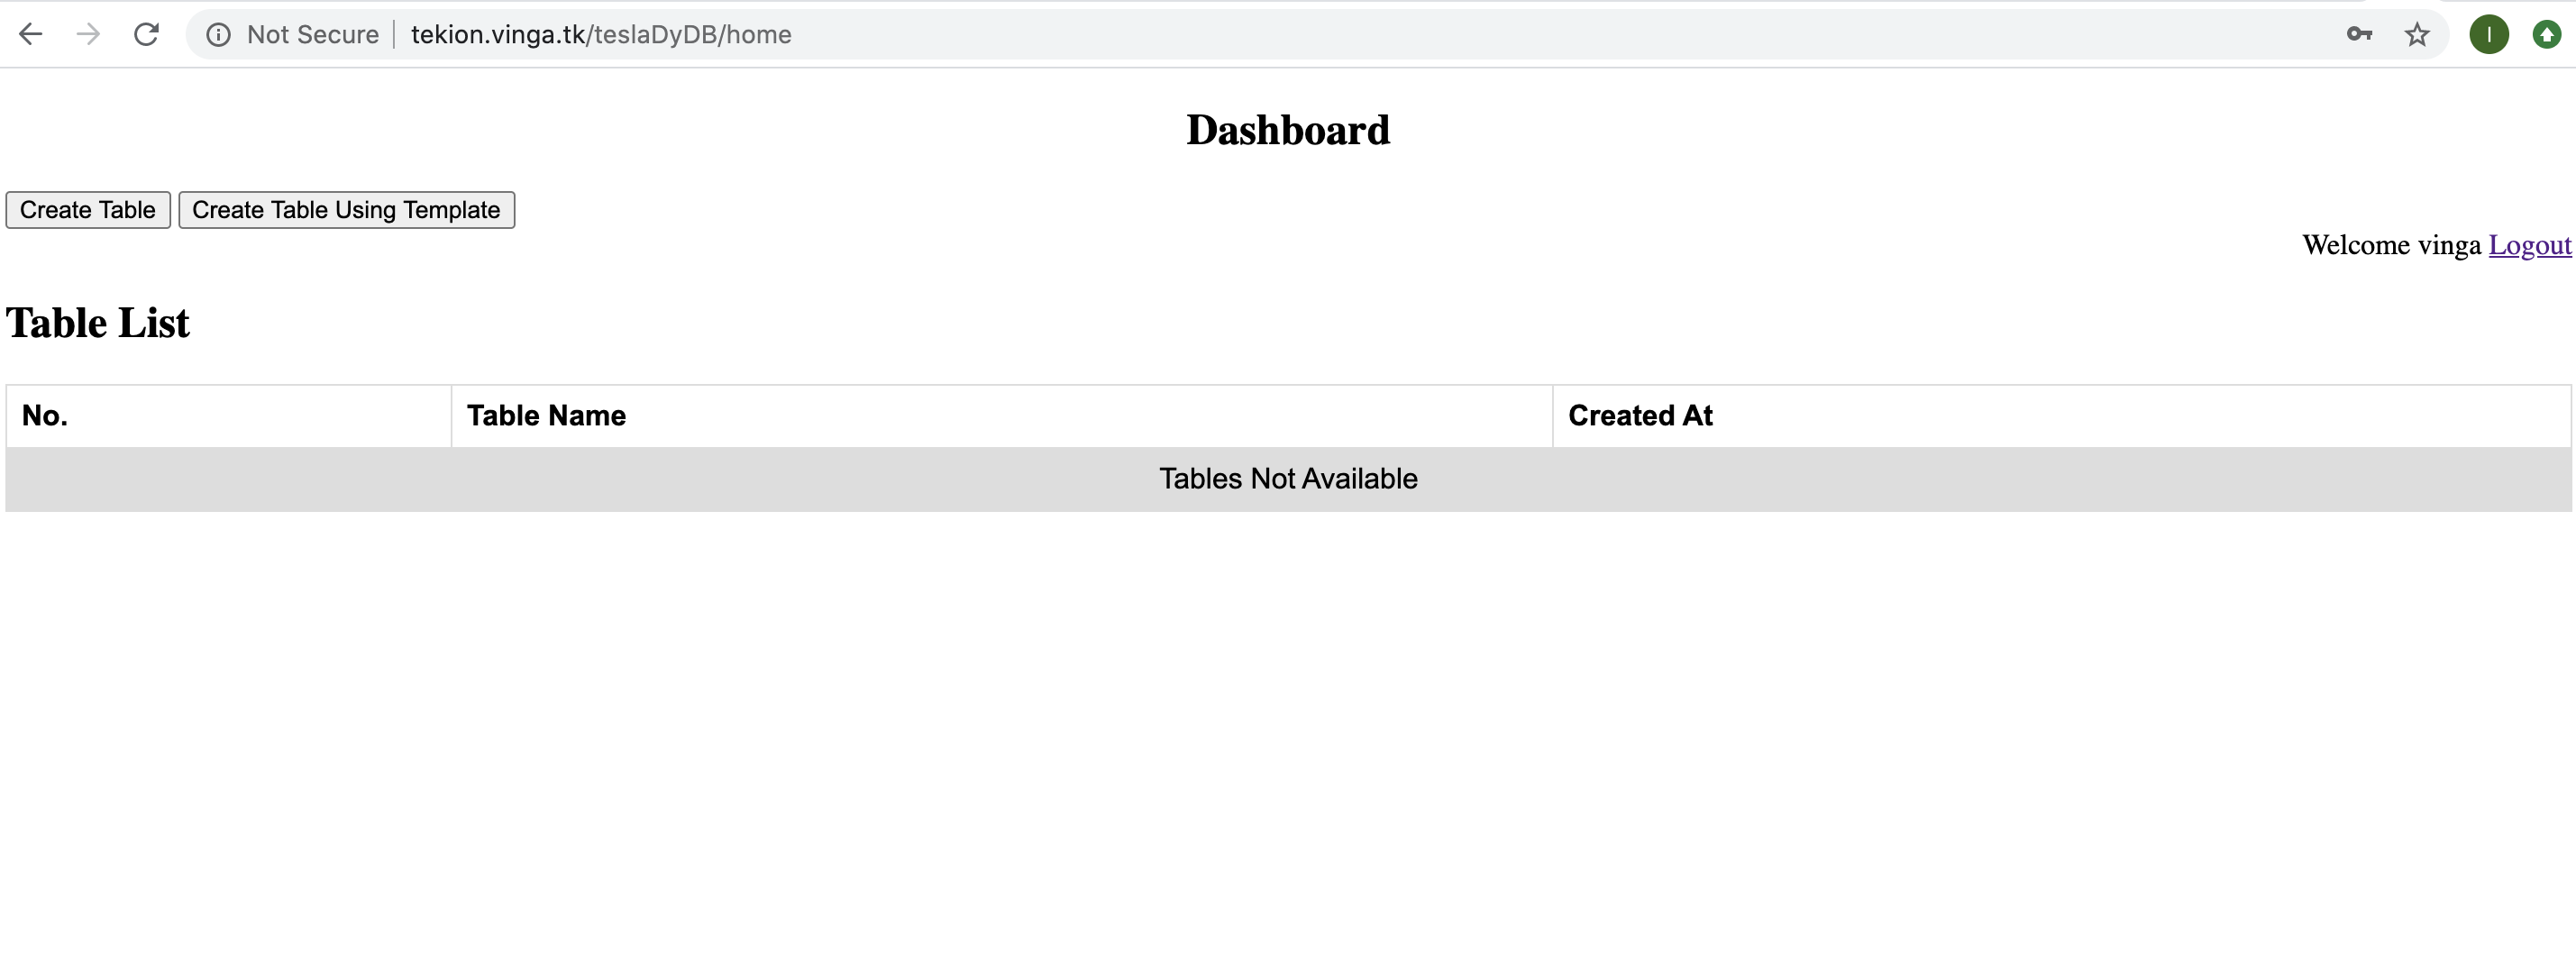 Not Secure | tekion.vinga.tk/teslaDyDB/home
I
Dashboard
Create Table Create Table Using Template
Welcome vinga Logout
Table List
No. Table Name Created At
Tables Not Available